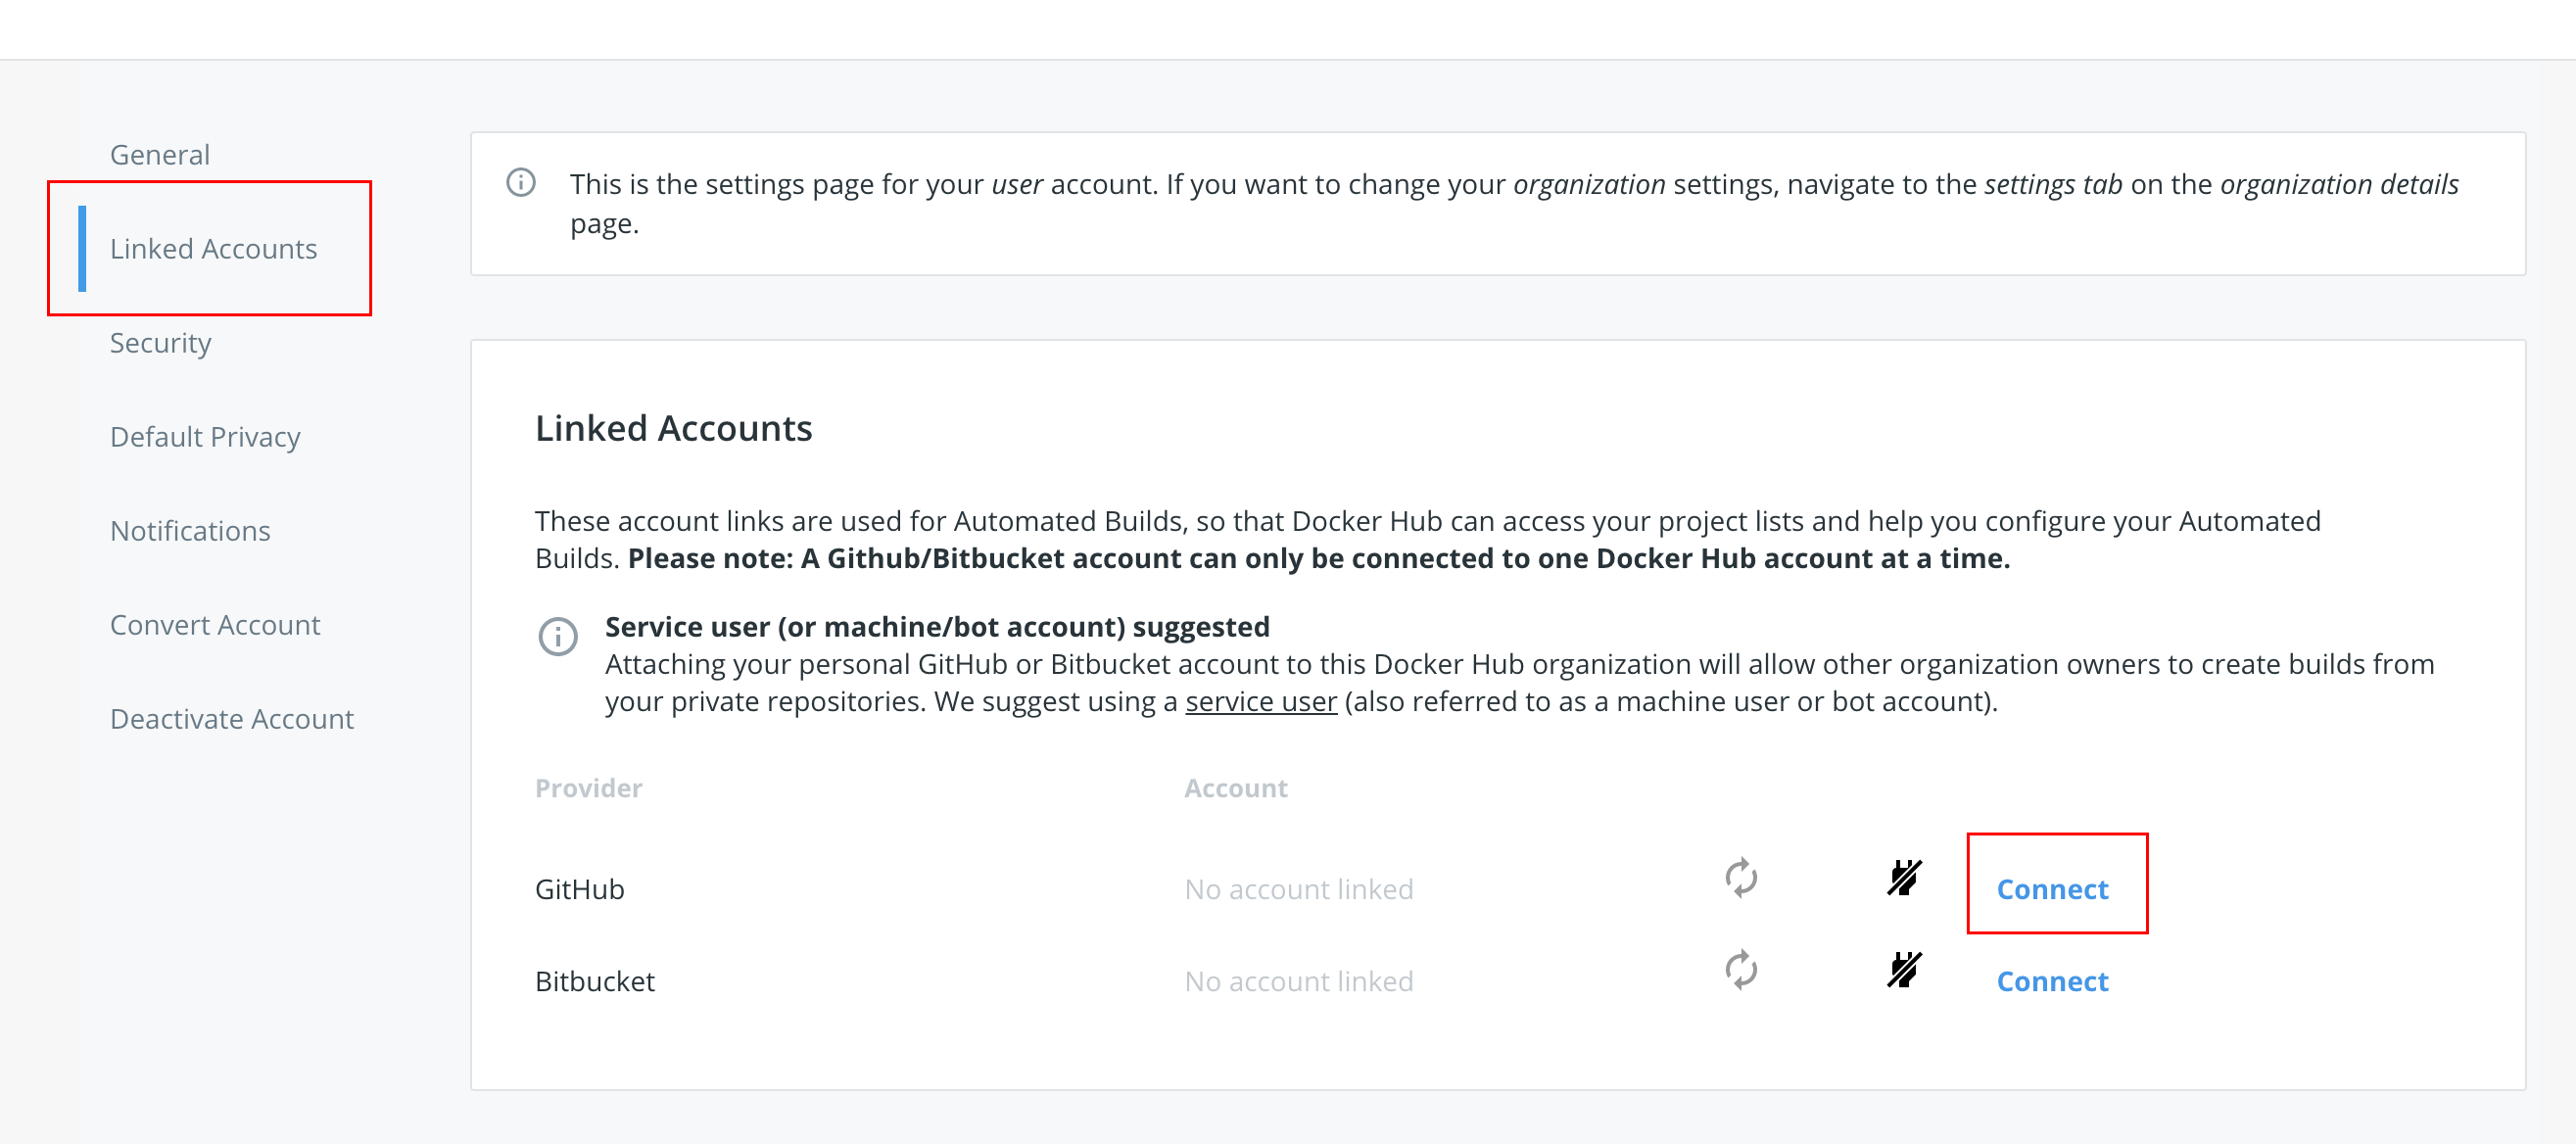 General
Linked Accounts
Security
Default Privacy
Notifications
Convert Account
Deactivate Account
This is the settings page for your user account. If you want to change your organization settings, navigate to the settings tab on the organization details
page.
Linked Accounts
These account links are used for Automated Builds, so that Docker Hub can access your project lists and help you configure your Automated
Builds. Please note: A Github/Bitbucket account can only be connected to one Docker Hub account at a time.
Service user (or machine/bot account) suggested
Attaching your personal GitHub or Bitbucket account to this Docker Hub organization will allow other organization owners to create builds from
your private repositories. We suggest using a service user (also referred to as a machine user or bot account).
Provider Account
GitHub No account linked Connect
Bitbucket No account linked Connect